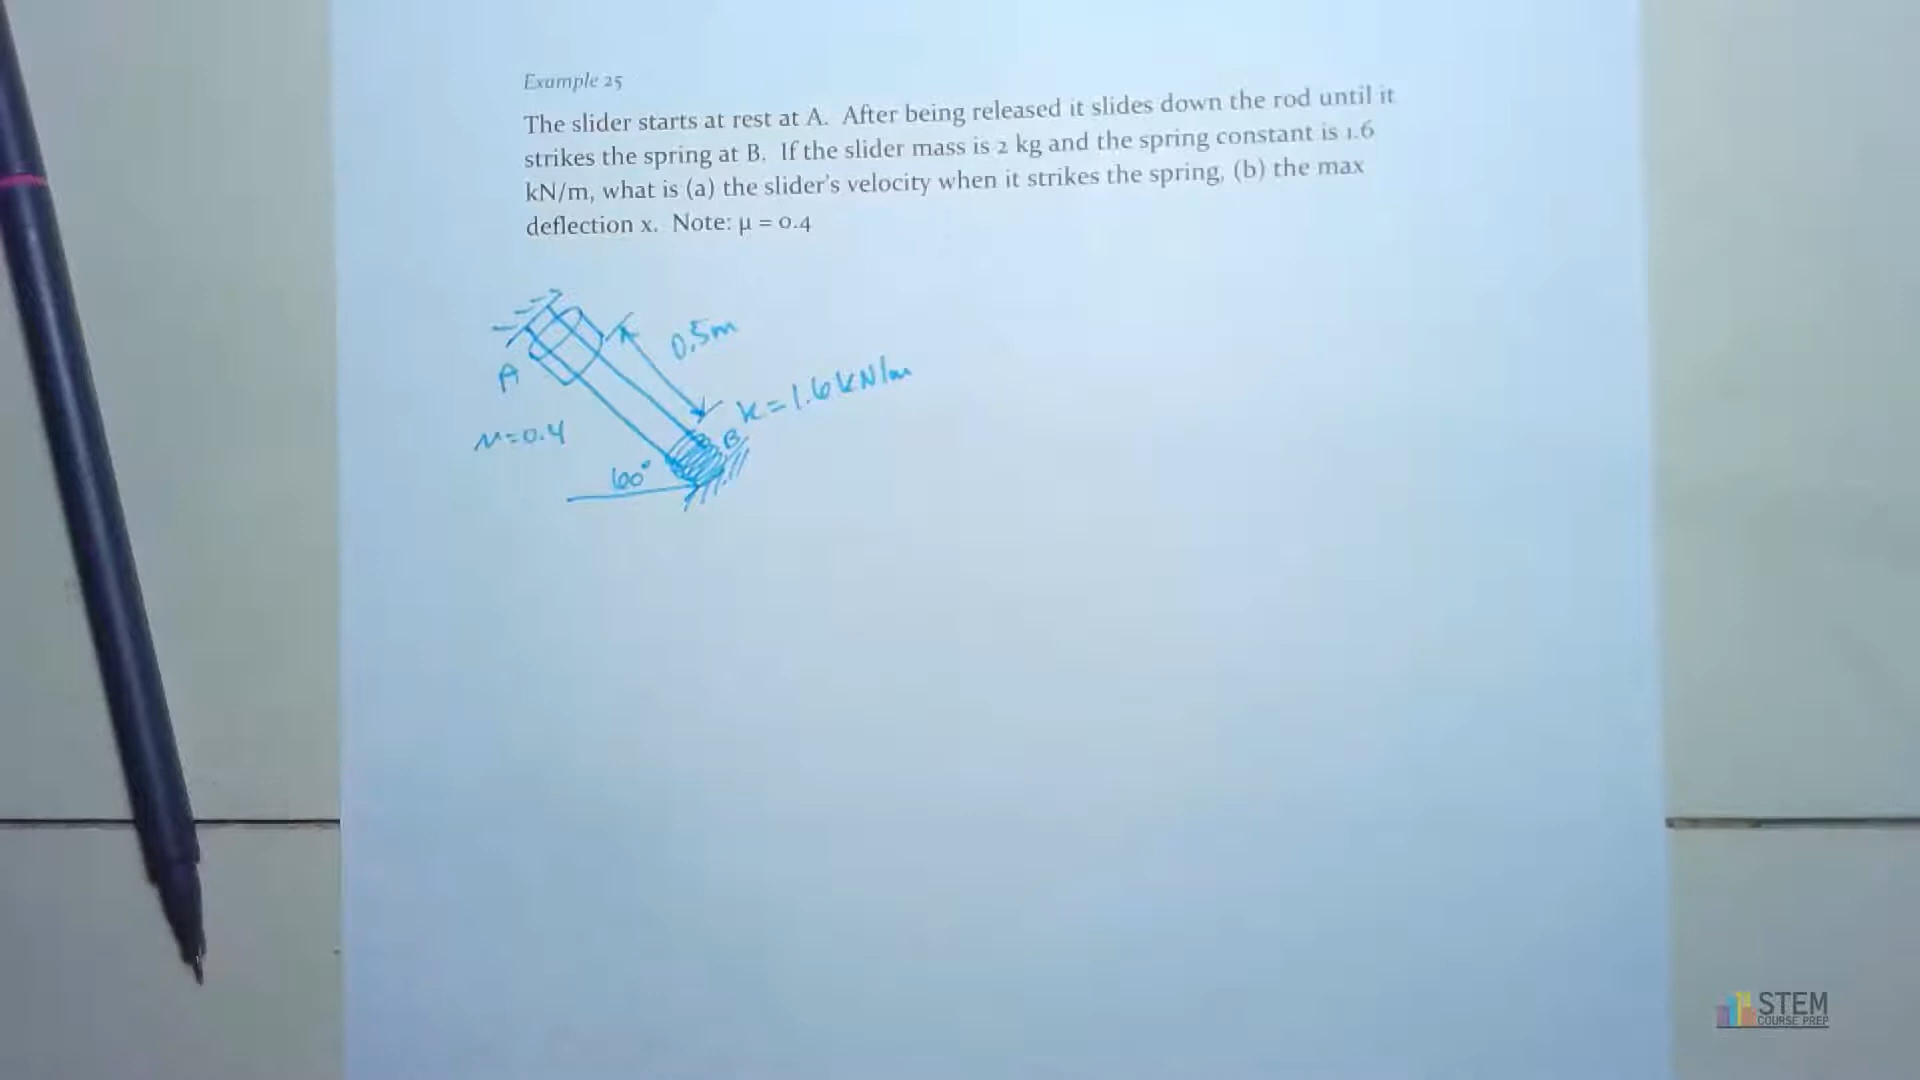 Example 25
The slider starts at rest at A. After being released it slides down the rod until it
strikes the spring at B. If the slider mass is 2 kg and the spring constant is 1.6
kN/m, what is (a) the slider's velocity when it strikes the spring, (b) the max
deflection x. Note: μ = 0.4
0.5m
A
K=1.6kN/m
μ=0.4
B
60°
STEM
COURSE PREP